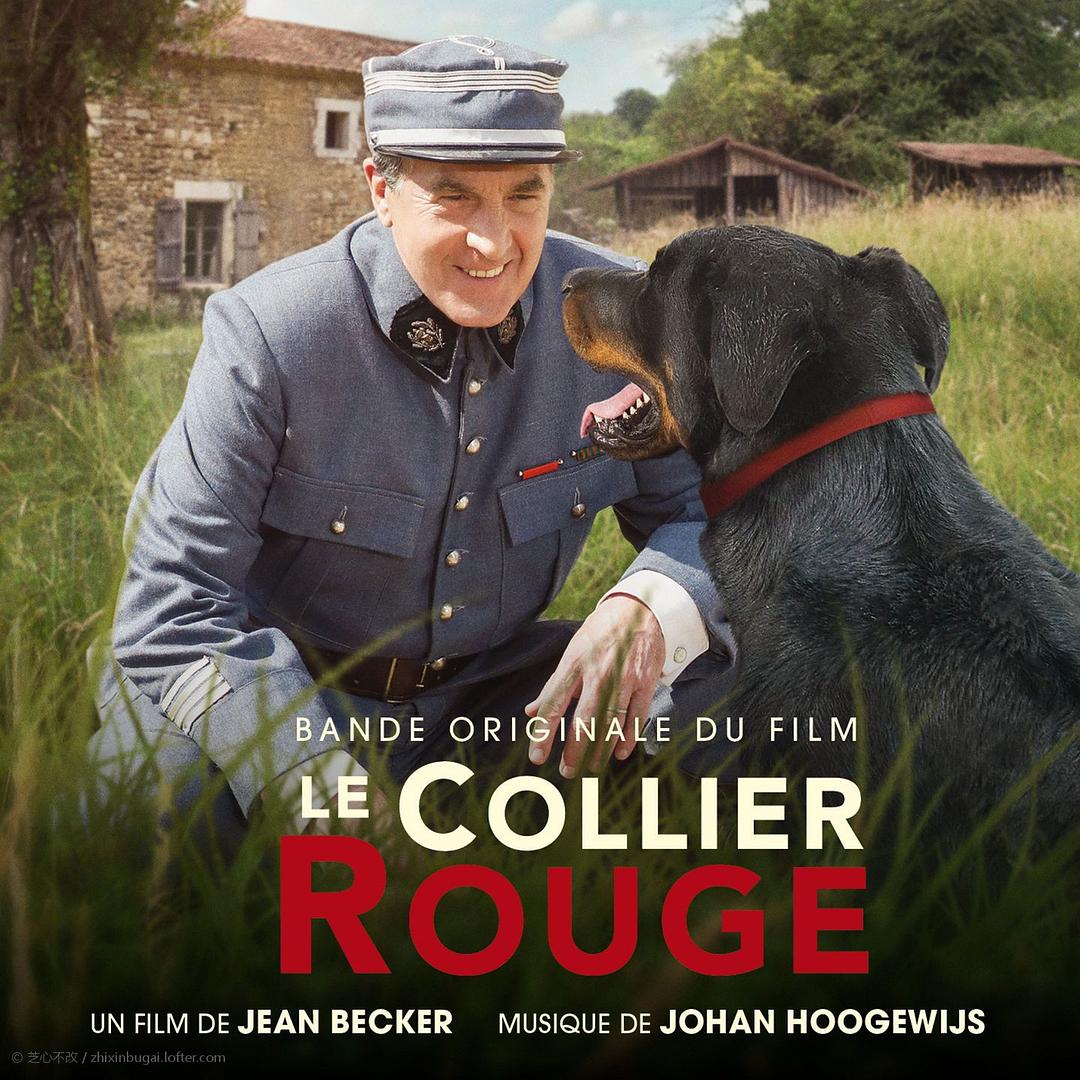 BANDE ORIGINALE DU FILM
LE COLLIER
ROUGE
UN FILM DE JEAN BECKER MUSIQUE DE JOHAN HOOGEWIJS
© 芝心不改 / zhixinbugai.lofter.com